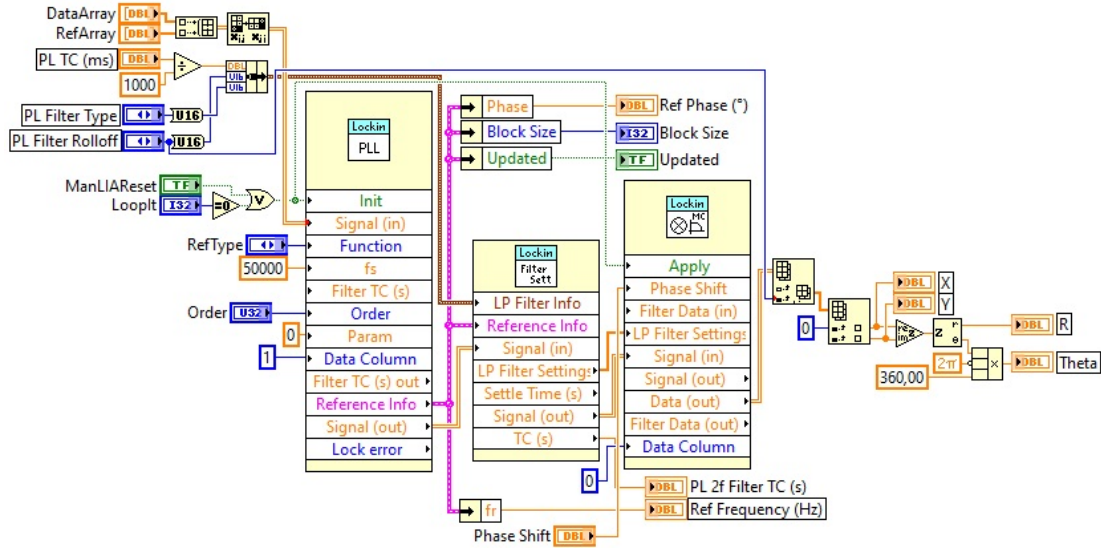 DataArray
DBL
RefArray
DBL
PL TC (ms)
DBL
1000
DBL
U16
U16
PL Filter Type
U16
PL Filter Rolloff
U16
ManLIAReset
TF
LoopIt
I32
=0
V
RefType
50000
Order
U32
0
1
Lockin
PLL
Init
Signal (in)
Function
fs
Filter TC (s)
Order
Param
Data Column
Filter TC (s) out
Reference Info
Signal (out)
Lock error
Phase
Block Size
Updated
DBL
Ref Phase (°)
I32
Block Size
TF
Updated
Lockin
Filter
Sett
LP Filter Info
Reference Info
Signal (in)
LP Filter Settings
Settle Time (s)
Signal (out)
TC (s)
Lockin
MC
Apply
Phase Shift
Filter Data (in)
LP Filter Settings
Signal (in)
Signal (out)
Data (out)
Filter Data (out)
Data Column
0
fr
Phase Shift
DBL
DBL
PL 2f Filter TC (s)
DBL
Ref Frequency (Hz)
0
DBL
X
DBL
Y
re
im
z
z
r
θ
DBL
R
2π
360,00
×
DBL
Theta